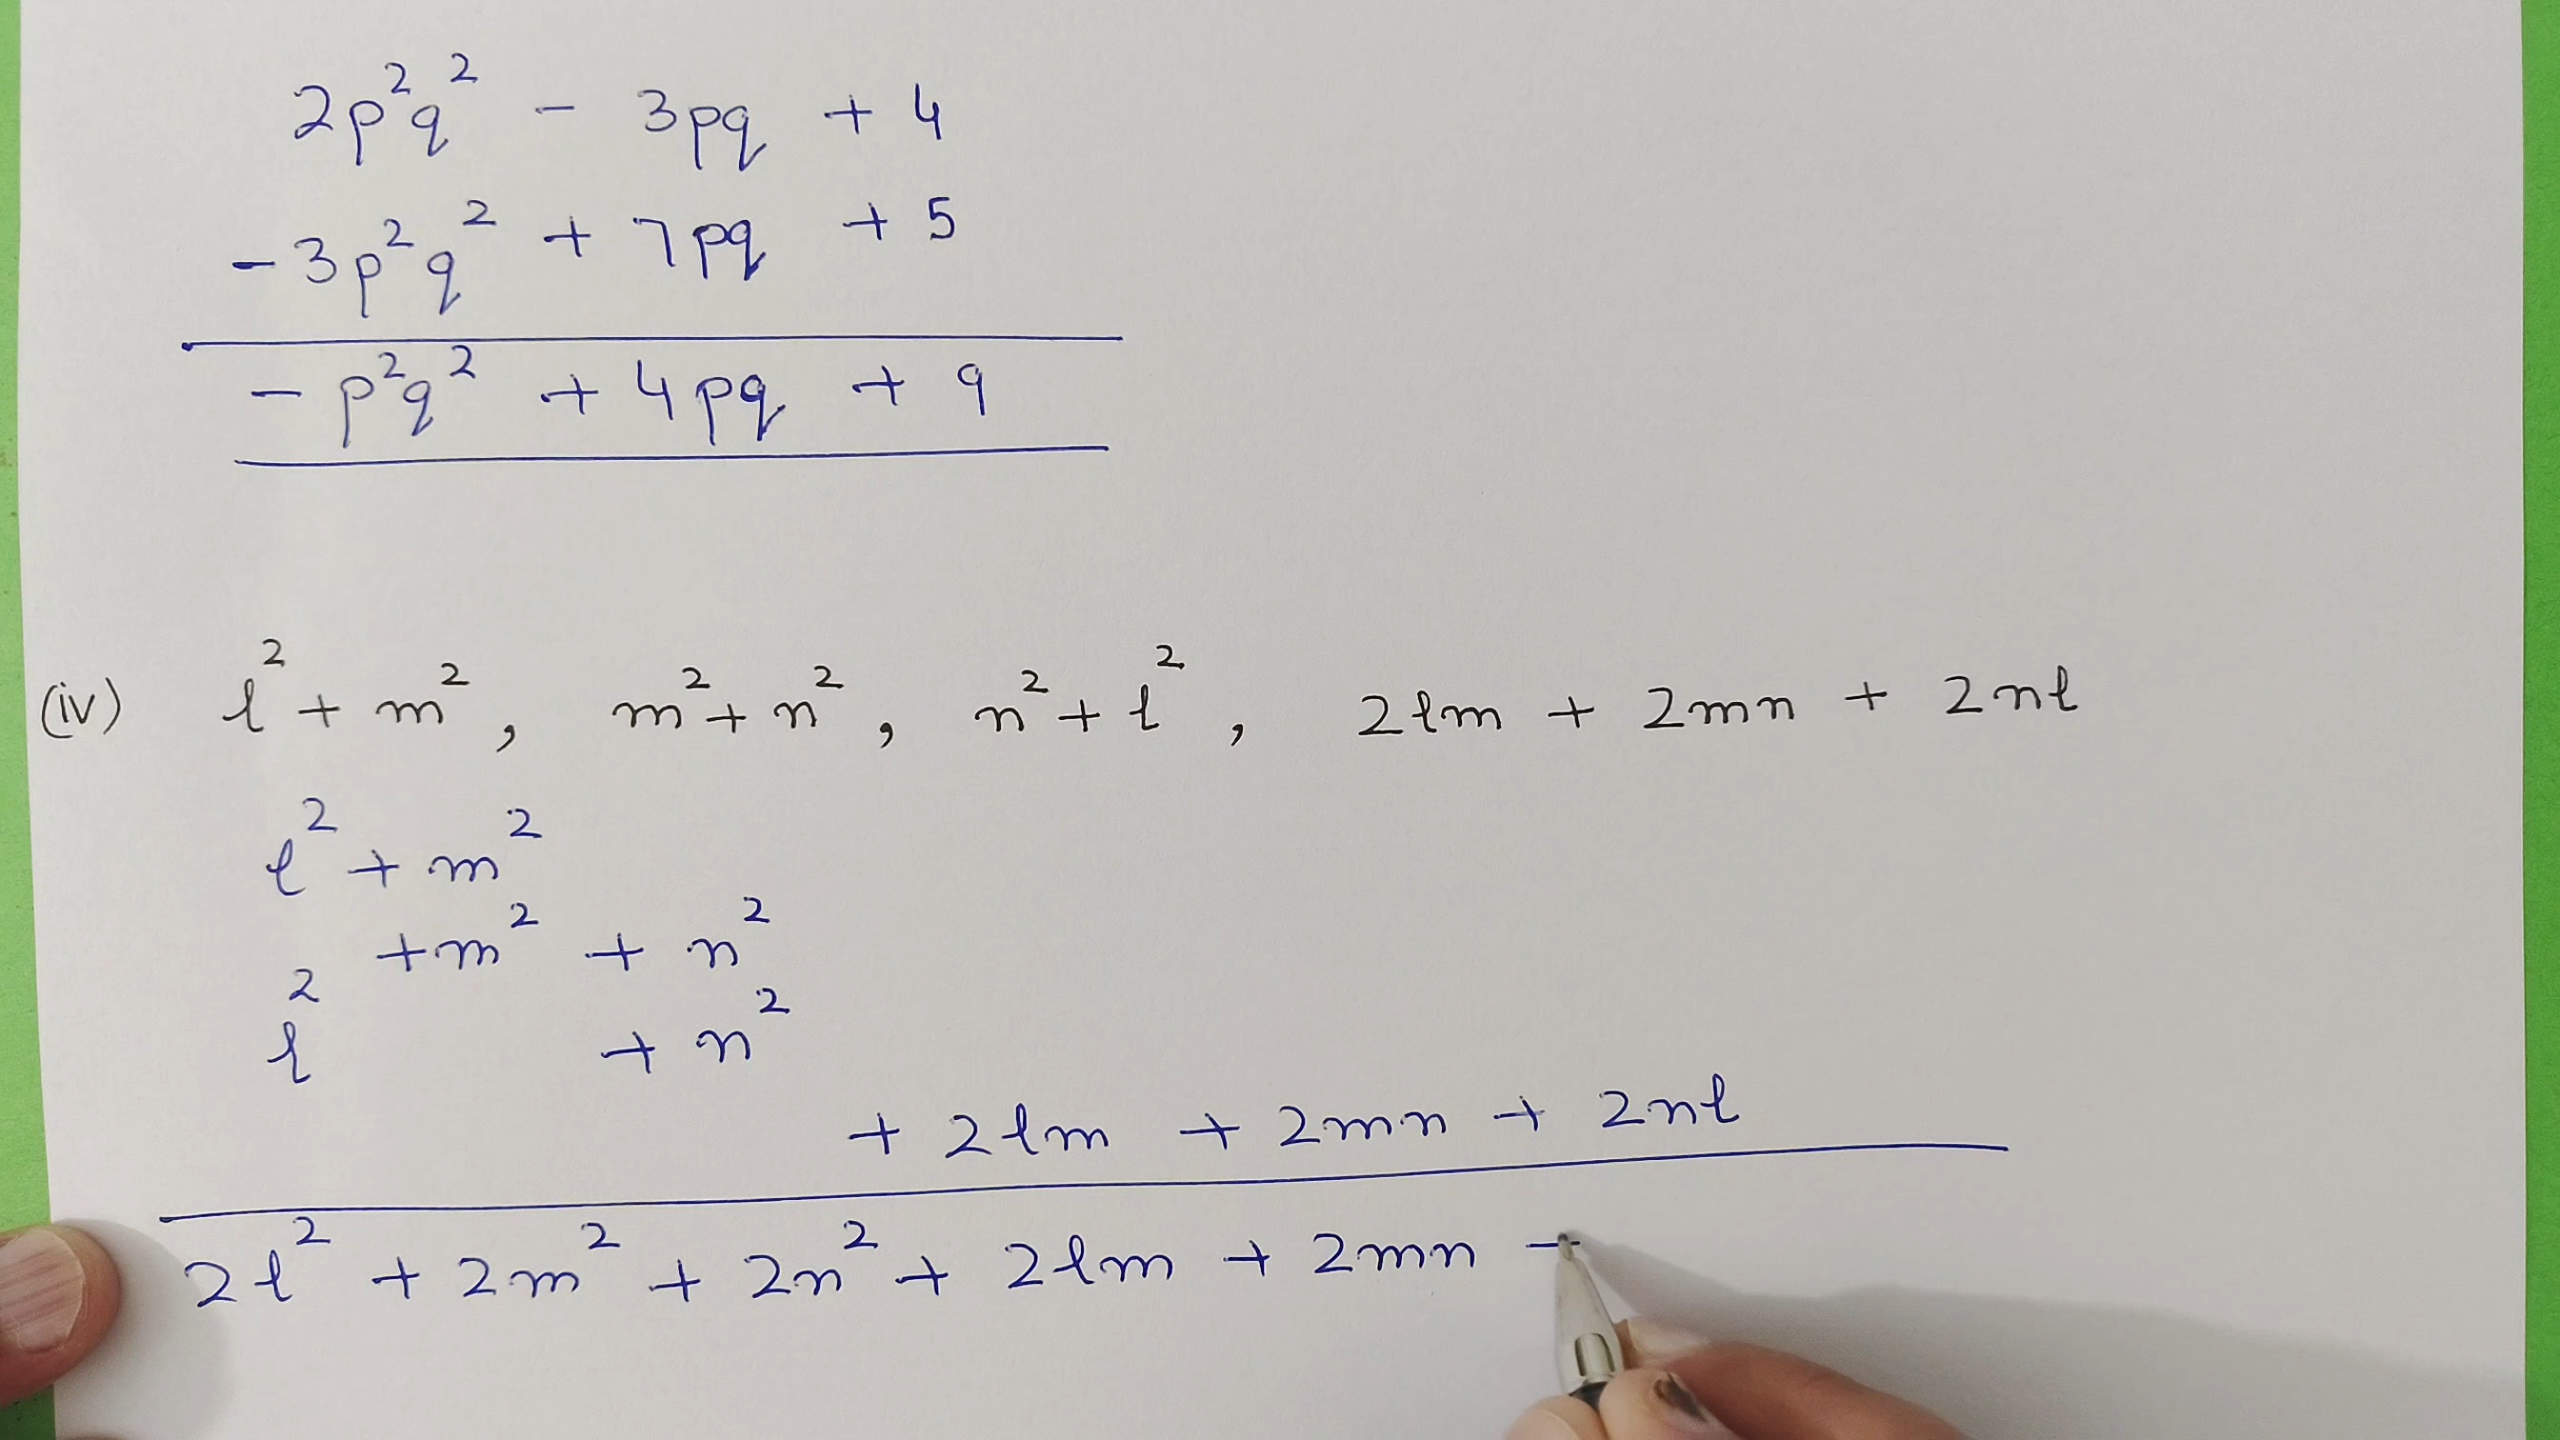 2p²q² - 3pq + 4
- 3p²q² + 7pq + 5
- p²q² + 4pq + 9
(iv) l² + m², m² + n², n² + l², 2lm + 2mn + 2nl
l² + m²
+ m² + n²
l² + n²
+ 2lm + 2mn + 2nl
2l² + 2m² + 2n² + 2lm + 2mn +